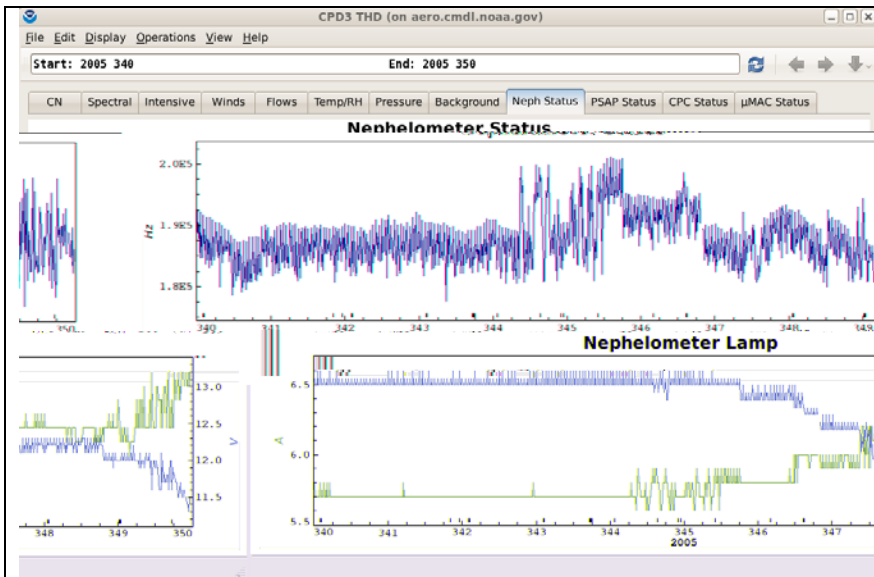 CPD3 THD (on aero.cmdl.noaa.gov)
File Edit Display Operations View Help
Start: 2005 340 End: 2005 350
CN Spectral Intensive Winds Flows Temp/RH Pressure Background Neph Status PSAP Status CPC Status µMAC Status
Nephelometer Status
2.0E5
Hz
1.9E5
1.8E5
350 340 341 342 343 344 345 346 347 348 349
Nephelometer Lamp
13.0 6.5
12.5
V A
12.0 6.0
11.5
5.5
348 349 350 340 341 342 343 344 345 346 347
2005